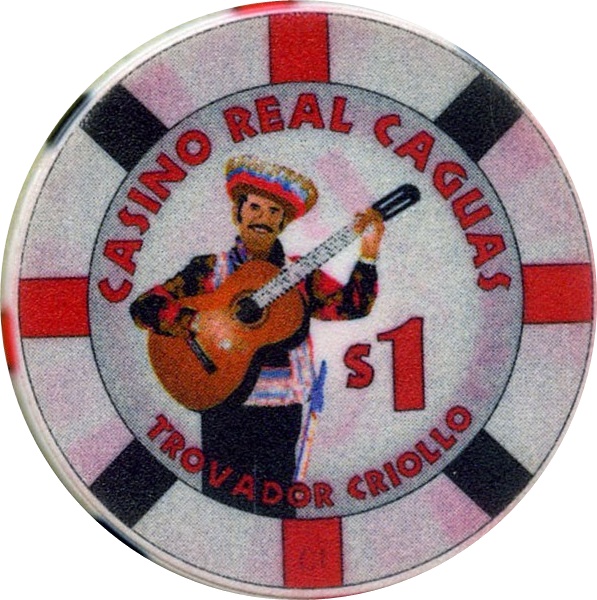 CASINO REAL CAGUAS
$1
TROVADOR CRIOLLO